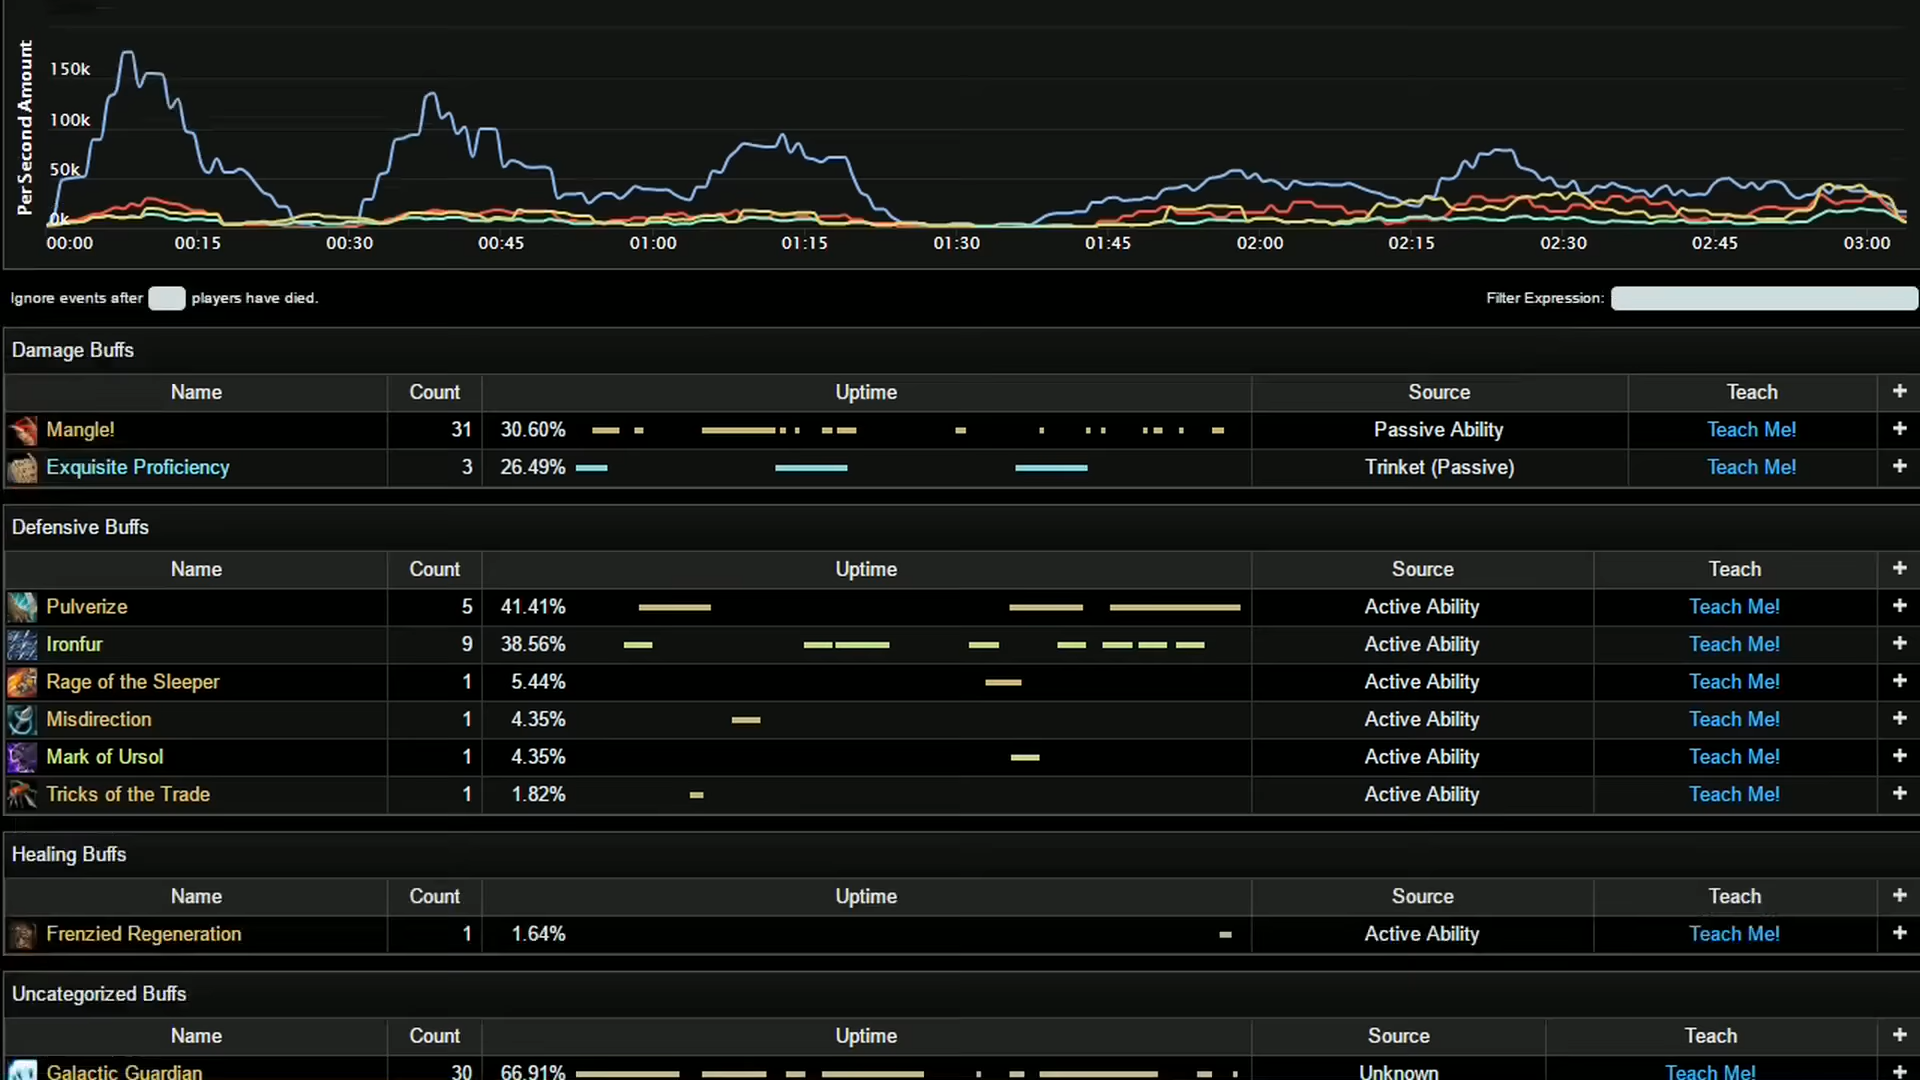 Per Second Amount
150k
100k
50k
0k
00:00 00:15 00:30 00:45 01:00 01:15 01:30 01:45 02:00 02:15 02:30 02:45 03:00
Ignore events after players have died. Filter Expression:
Damage Buffs
Name Count Uptime Source Teach +
Mangle! 31 30.60% Passive Ability Teach Me! +
Exquisite Proficiency 3 26.49% Trinket (Passive) Teach Me! +
Defensive Buffs
Name Count Uptime Source Teach +
Pulverize 5 41.41% Active Ability Teach Me! +
Ironfur 9 38.56% Active Ability Teach Me! +
Rage of the Sleeper 1 5.44% Active Ability Teach Me! +
Misdirection 1 4.35% Active Ability Teach Me! +
Mark of Ursol 1 4.35% Active Ability Teach Me! +
Tricks of the Trade 1 1.82% Active Ability Teach Me! +
Healing Buffs
Name Count Uptime Source Teach +
Frenzied Regeneration 1 1.64% Active Ability Teach Me! +
Uncategorized Buffs
Name Count Uptime Source Teach +
Galactic Guardian 30 66.91% Unknown Teach Me! +